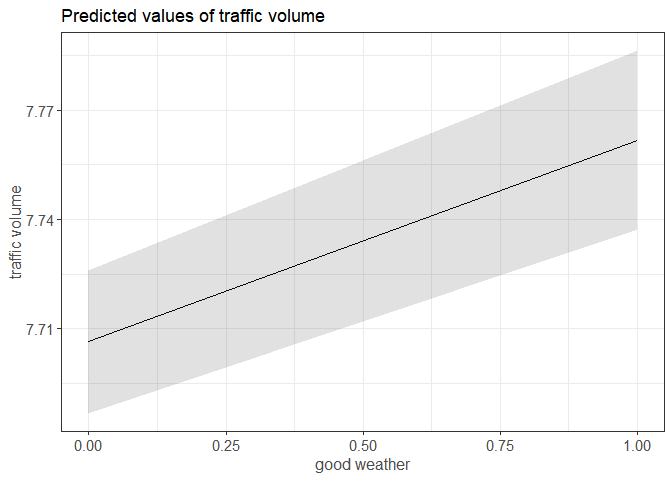 Predicted values of traffic volume
7.77
7.74
7.71
traffic volume
0.00 0.25 0.50 0.75 1.00
good weather